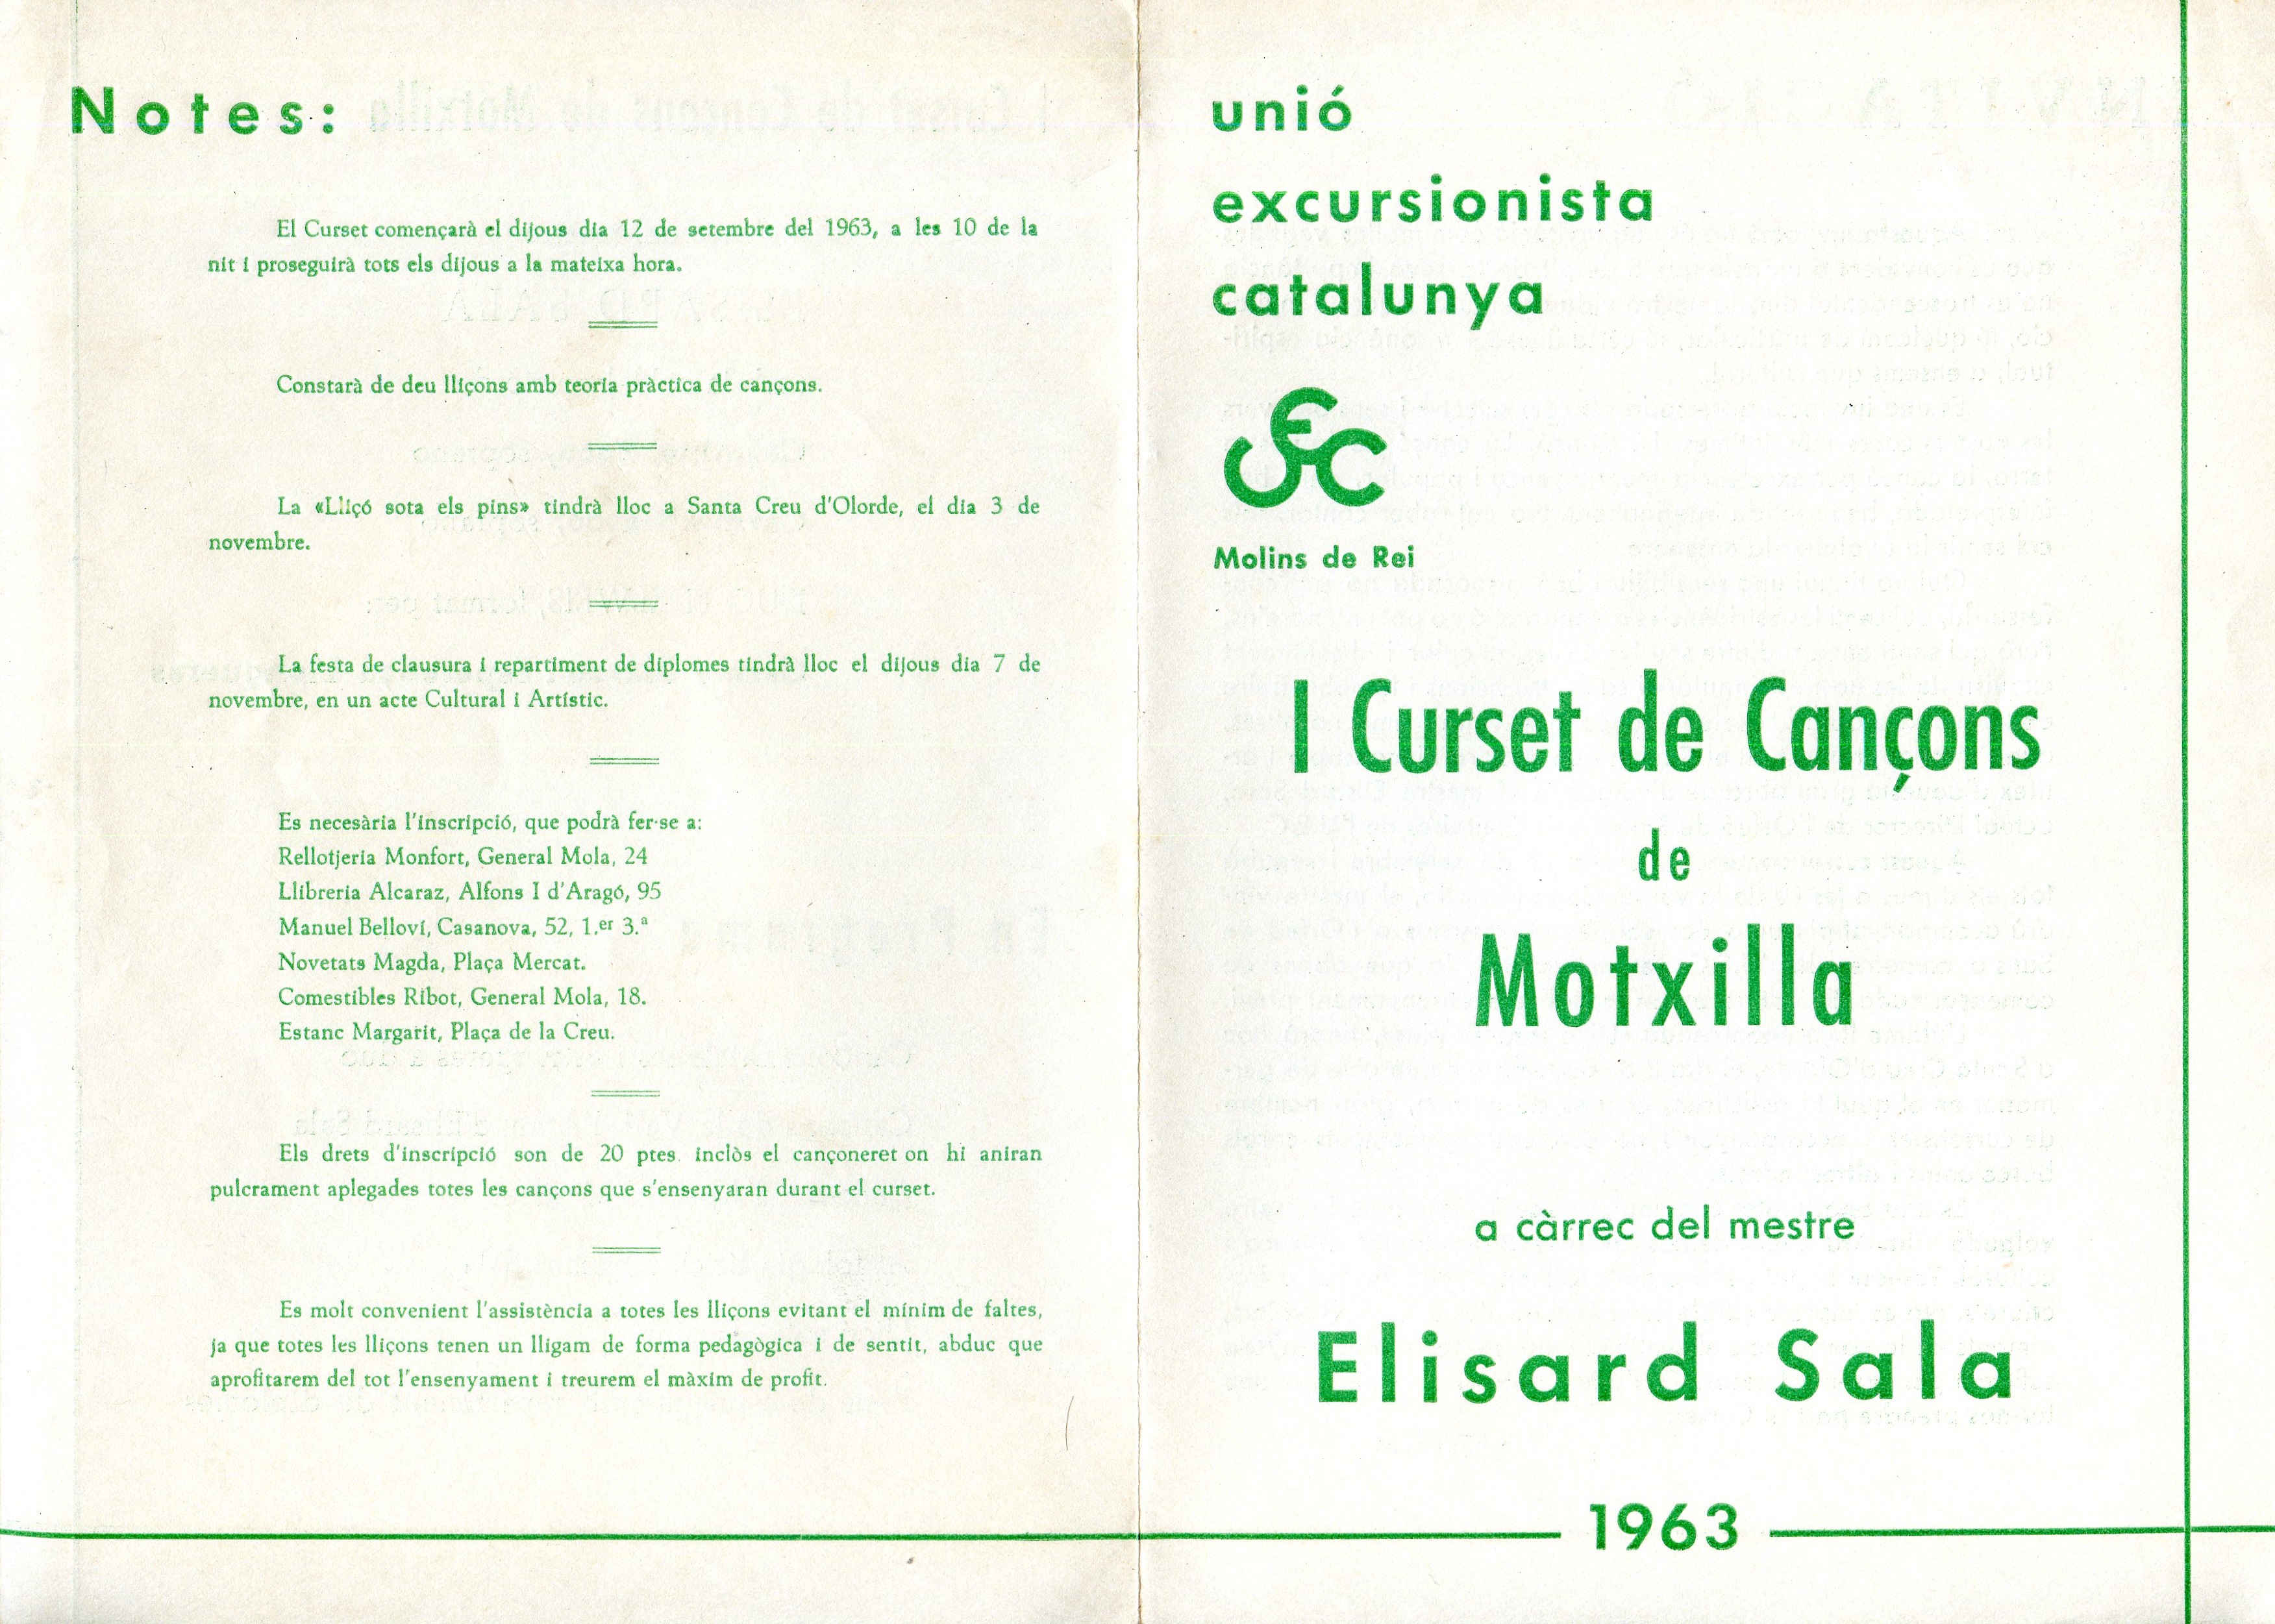 Notes:
El Curset començarà el dijous dia 12 de setembre del 1963, a les 10 de la
nit i proseguirà tots els dijous a la mateixa hora.
Constarà de deu lliçons amb teoria pràctica de cançons.
La «Lliçó sota els pins» tindrà lloc a Santa Creu d'Olorde, el dia 3 de
novembre.
La festa de clausura i repartiment de diplomes tindrà lloc el dijous dia 7 de
novembre, en un acte Cultural i Artístic.
Es necesària l'inscripció, que podrà fer-se a:
Rellotjeria Monfort, General Mola, 24
Llibreria Alcaraz, Alfons I d'Aragó, 95
Manuel Belloví, Casanova, 52, 1.er 3.ª
Novetats Magda, Plaça Mercat.
Comestibles Ribot, General Mola, 18.
Estanc Margarit, Plaça de la Creu.
Els drets d'inscripció son de 20 ptes. inclòs el cançoneret on hi aniran
pulcrament aplegades totes les cançons que s'ensenyaran durant el curset.
Es molt convenient l'assistència a totes les lliçons evitant el mínim de faltes,
ja que totes les lliçons tenen un lligam de forma pedagògica i de sentit, abduc que
aprofitarem del tot l'ensenyament i treurem el màxim de profit.
unió
excursionista
catalunya
UEC
Molins de Rei
I Curset de Cançons
de
Motxilla
a càrrec del mestre
Elisard Sala
1963